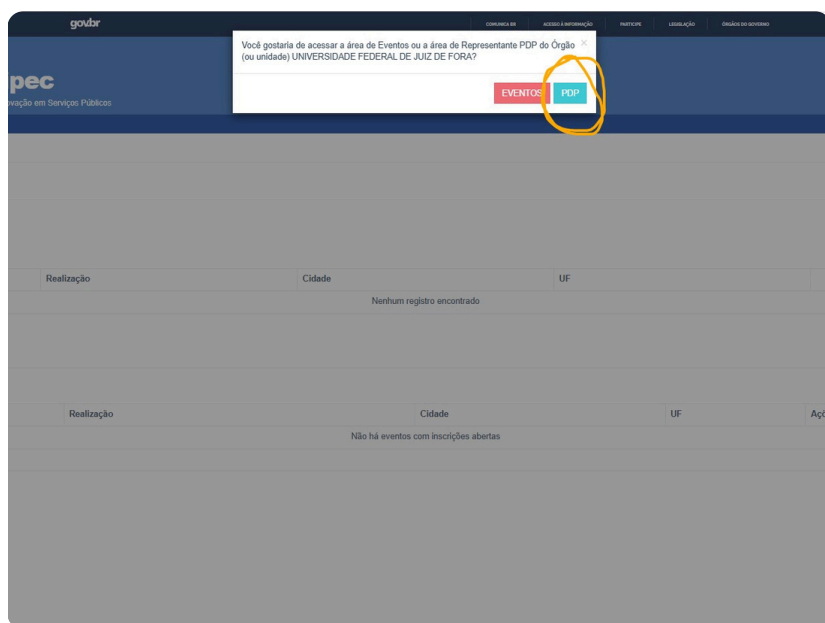 gov.br
COMUNICA BR ACESSO À INFORMAÇÃO PARTICIPE LEGISLAÇÃO ÓRGÃOS DO GOVERNO
Você gostaria de acessar a área de Eventos ou a área de Representante PDP do Órgão ×
(ou unidade) UNIVERSIDADE FEDERAL DE JUIZ DE FORA?
EVENTOS PDP
pec
ovação em Serviços Públicos
Realização Cidade UF
Nenhum registro encontrado
Realização Cidade UF Açõ
Não há eventos com inscrições abertas